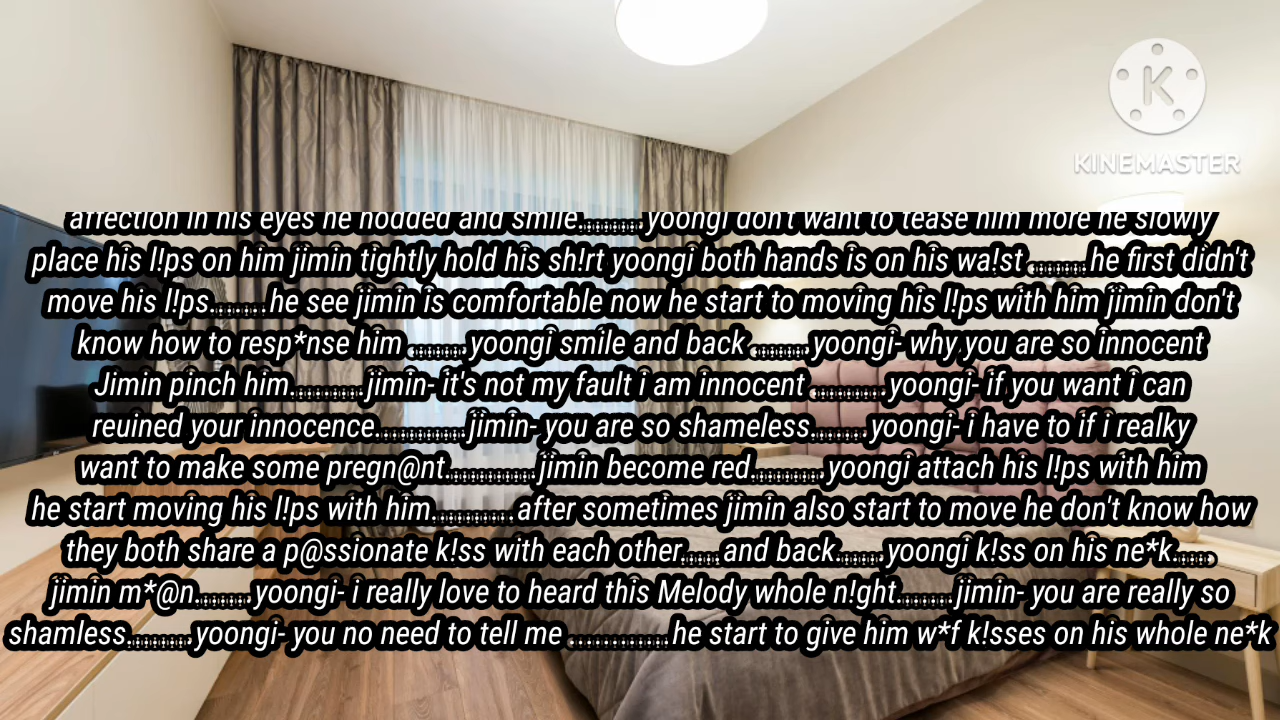 KINEMASTER
affection in his eyes he nodded and smile..........yoongi don't want to tease him more he slowly
place his l!ps on him jimin tightly hold his sh!rt yoongi both hands is on his wa!st..........he first didn't
move his l!ps.........he see jimin is comfortable now he start to moving his l!ps with him jimin don't
know how to resp*nse him..........yoongi smile and back..........yoongi- why you are so innocent
Jimin pinch him............jimin- it's not my fault i am innocent............yoongi- if you want i can
reuined your innocence..............jimin- you are so shameless..........yoongi- i have to if i realky
want to make some pregn@nt..............jimin become red............yoongi attach his l!ps with him
he start moving his l!ps with him.............after sometimes jimin also start to move he don't know how
they both share a p@ssionate k!ss with each other.......and back........yoongi k!ss on his ne*k.......
jimin m*@n.........yoongi- i really love to heard this Melody whole n!ght.........jimin- you are really so
shamless...........yoongi- you no need to tell me.................he start to give him w*f k!sses on his whole ne*k